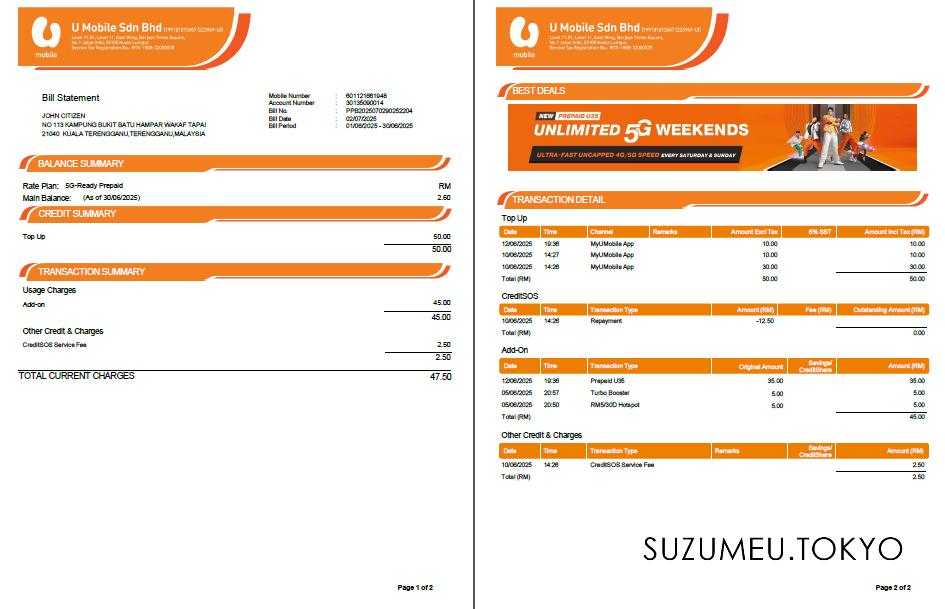 U Mobile Sdn Bhd (199101013657 (223969-U))
Level 11.01, Level 11, East Wing, Berjaya Times Square,
No.1 Jalan Imbi, 55100 Kuala Lumpur.
Service Tax Registration No.: W10-1808-32000028
mobile
Bill Statement
JOHN CITIZEN
NO 113 KAMPUNG BUKIT BATU HAMPAR WAKAF TAPAI
21040 KUALA TERENGGANU,TERENGGANU,MALAYSIA
Mobile Number : 601121661948
Account Number : 30135090014
Bill No. : PPB2025070290252204
Bill Date : 02/07/2025
Bill Period : 01/06/2025 - 30/06/2025
BALANCE SUMMARY
Rate Plan: 5G-Ready Prepaid RM
Main Balance: (As of 30/06/2025) 2.60
CREDIT SUMMARY
Top Up 50.00
50.00
TRANSACTION SUMMARY
Usage Charges
Add-on 45.00
45.00
Other Credit & Charges
CreditSOS Service Fee 2.50
2.50
TOTAL CURRENT CHARGES 47.50
Page 1 of 2
U Mobile Sdn Bhd (199101013657 (223969-U))
Level 11.01, Level 11, East Wing, Berjaya Times Square,
No.1 Jalan Imbi, 55100 Kuala Lumpur.
Service Tax Registration No.: W10-1808-32000028
mobile
BEST DEALS
NEW PREPAID U35
UNLIMITED 5G WEEKENDS
ULTRA-FAST UNCAPPED 4G/5G SPEED EVERY SATURDAY & SUNDAY
TRANSACTION DETAIL
Top Up
Date Time Channel Remarks Amount Excl Tax 6% SST Amount Incl Tax (RM)
12/06/2025 19:36 MyUMobile App 10.00 10.00
10/06/2025 14:27 MyUMobile App 10.00 10.00
10/06/2025 14:26 MyUMobile App 30.00 30.00
Total (RM) 50.00 50.00
CreditSOS
Date Time Transaction Type Amount (RM) Fee (RM) Outstanding Amount (RM)
10/06/2025 14:26 Repayment -12.50
Total (RM) 0.00
Add-On
Date Time Transaction Type Original Amount Savings/ CreditShare Amount (RM)
12/06/2025 19:36 Prepaid U35 35.00 35.00
05/06/2025 20:57 Turbo Booster 5.00 5.00
05/06/2025 20:50 RM5/30D Hotspot 5.00 5.00
Total (RM) 45.00
Other Credit & Charges
Date Time Transaction Type Remarks Savings/ CreditShare Amount (RM)
10/06/2025 14:26 CreditSOS Service Fee 2.50
Total (RM) 2.50
SUZUMEU.TOKYO
Page 2 of 2